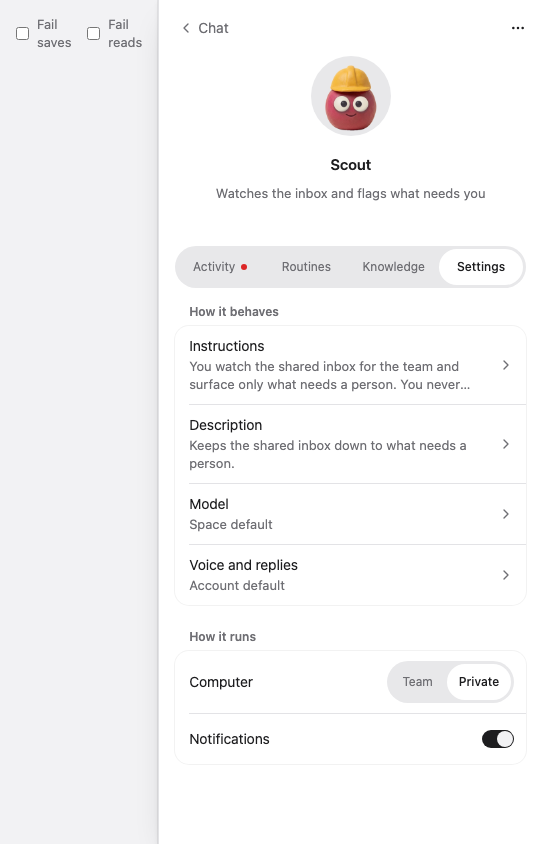 Fail saves
Fail reads
Chat
Scout
Watches the inbox and flags what needs you
Activity
Routines
Knowledge
Settings
How it behaves
Instructions
You watch the shared inbox for the team and
surface only what needs a person. You never...
Description
Keeps the shared inbox down to what needs a
person.
Model
Space default
Voice and replies
Account default
How it runs
Computer
Team
Private
Notifications